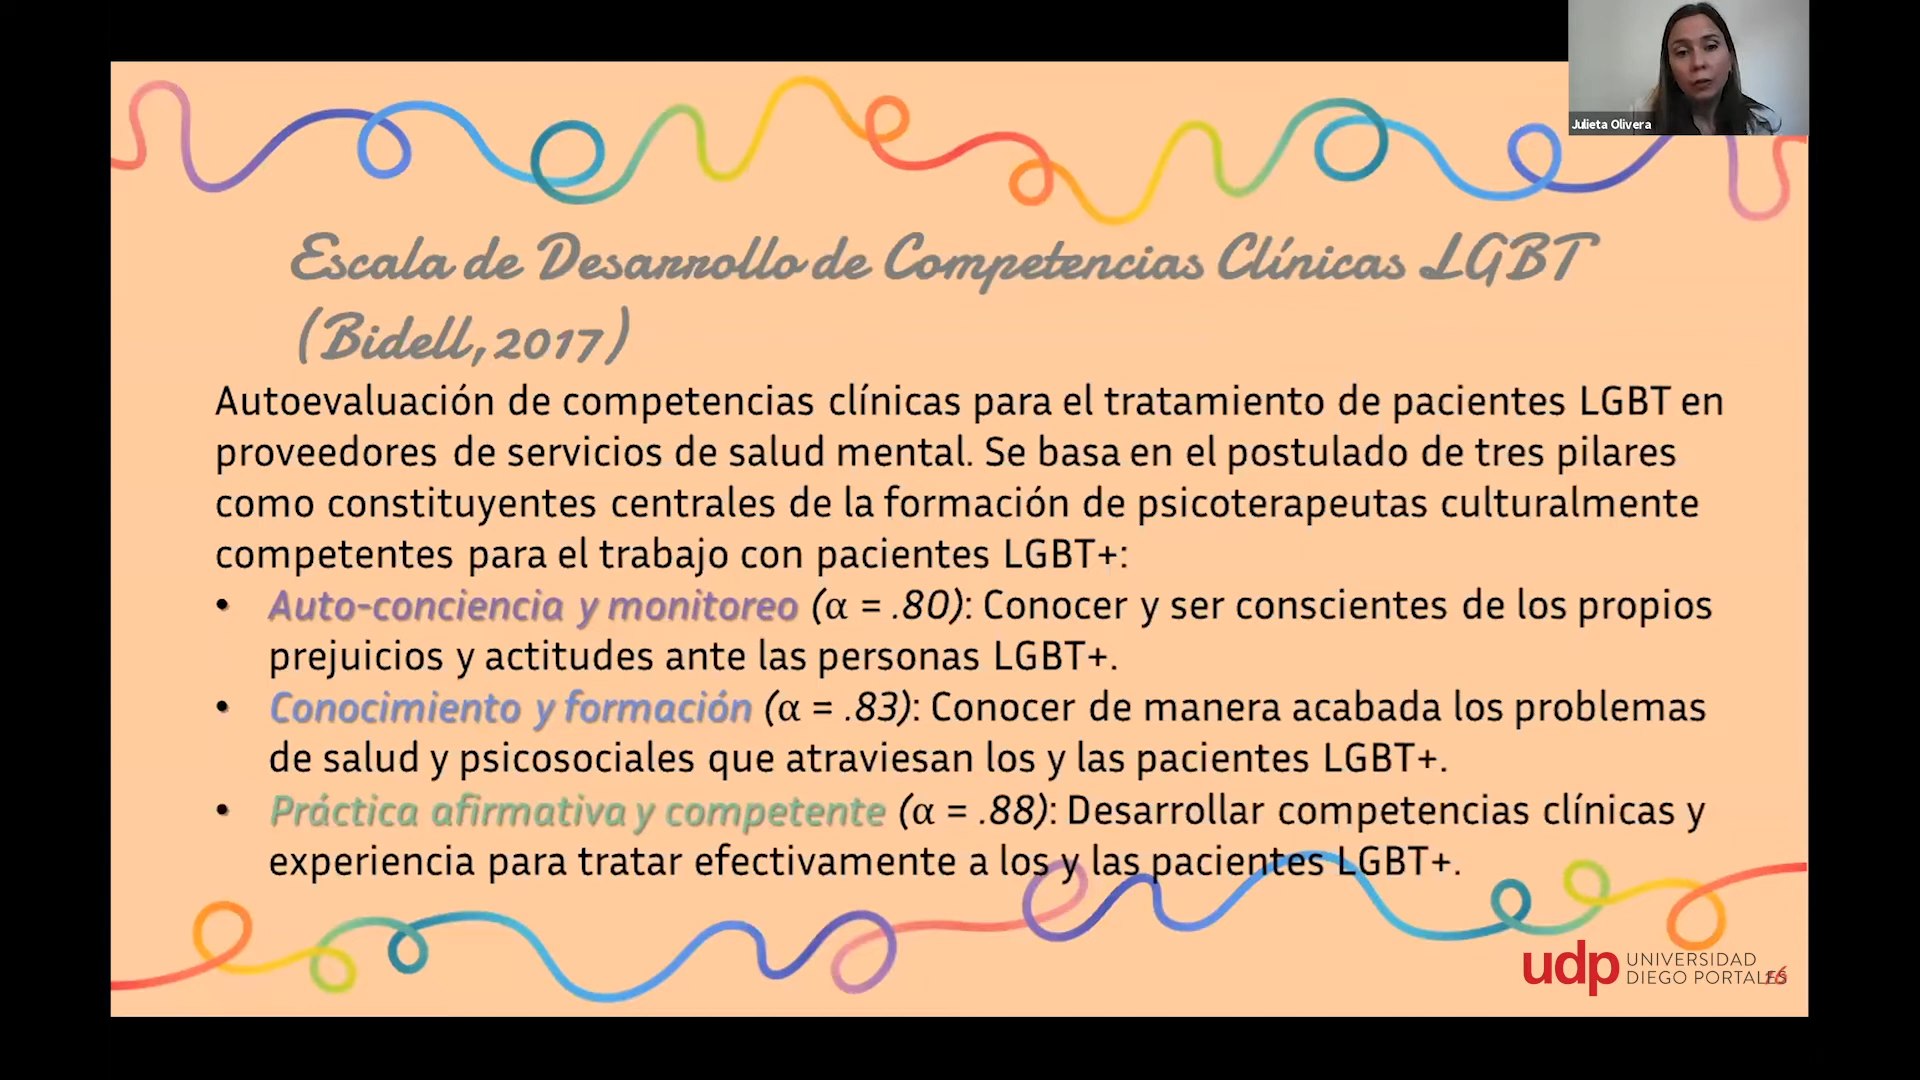 Julieta Olivera
Escala de Desarrollo de Competencias Clínicas LGBT
(Bidell, 2017)
Autoevaluación de competencias clínicas para el tratamiento de pacientes LGBT en
proveedores de servicios de salud mental. Se basa en el postulado de tres pilares
como constituyentes centrales de la formación de psicoterapeutas culturalmente
competentes para el trabajo con pacientes LGBT+:
• Auto-conciencia y monitoreo (α = .80): Conocer y ser conscientes de los propios
prejuicios y actitudes ante las personas LGBT+.
• Conocimiento y formación (α = .83): Conocer de manera acabada los problemas
de salud y psicosociales que atraviesan los y las pacientes LGBT+.
• Práctica afirmativa y competente (α = .88): Desarrollar competencias clínicas y
experiencia para tratar efectivamente a los y las pacientes LGBT+.
udp UNIVERSIDAD
DIEGO PORTALES
16